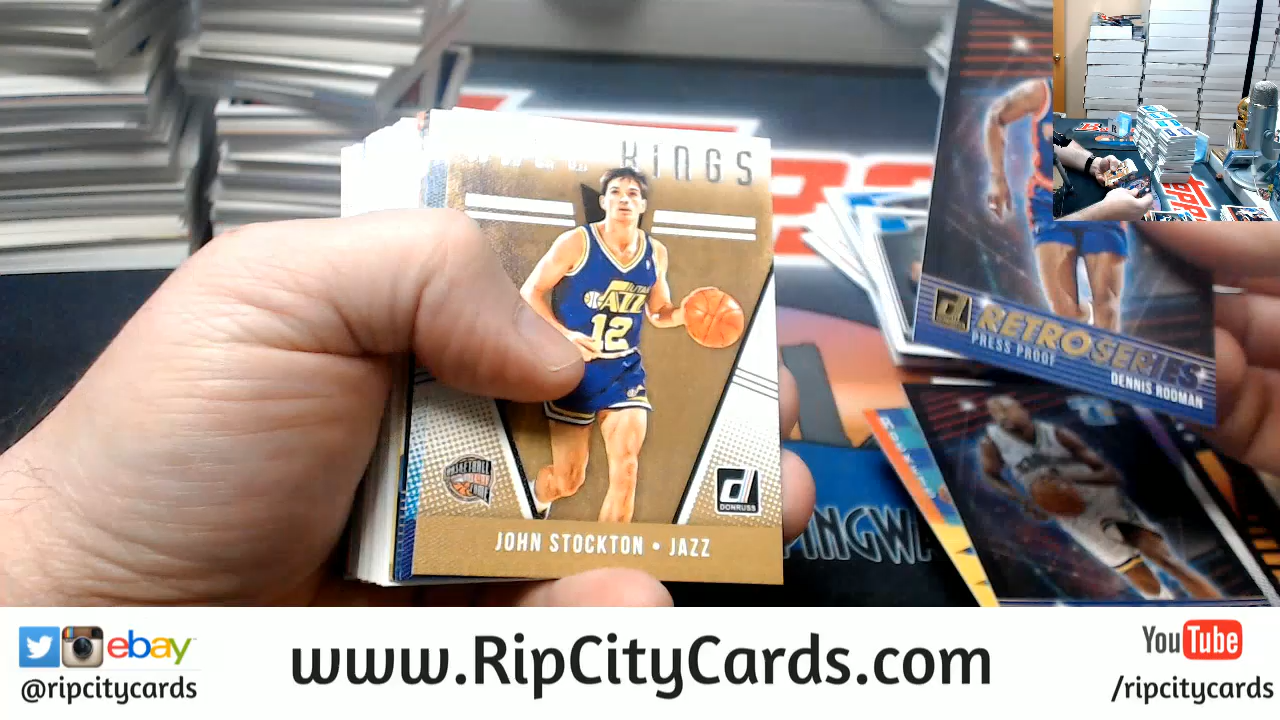 KINGS
UTAH
JAZZ
12
BASKETBALL
DONRUSS
JOHN STOCKTON • JAZZ
RETRO SERIES
PRESS PROOF
DENNIS RODMAN
ebay
@ripcitycards
www.RipCityCards.com
YouTube
/ripcitycards